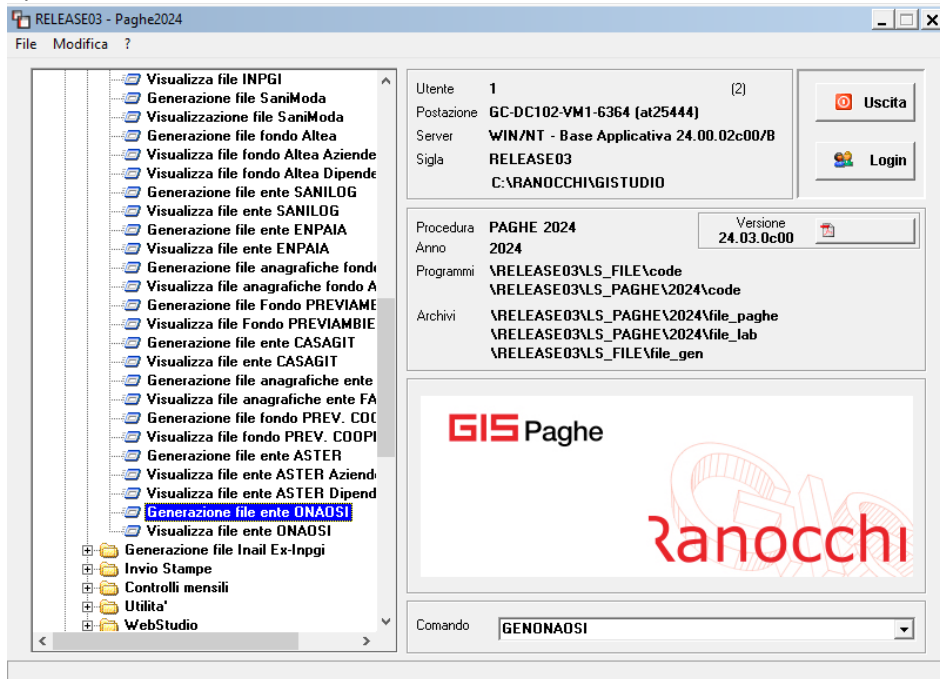 RELEASE03 - Paghe2024
File Modifica ?
Visualizza file INPGI
Generazione file SaniModa
Visualizzazione file SaniModa
Generazione file fondo Altea
Visualizza file fondo Altea Aziende
Visualizza file fondo Altea Dipende
Generazione file ente SANILOG
Visualizza file ente SANILOG
Generazione file ente ENPAIA
Visualizza file ente ENPAIA
Generazione file anagrafiche fondo
Visualizza file anagrafiche fondo A
Generazione file Fondo PREVIAME
Visualizza file Fondo PREVIAMBIE
Generazione file ente CASAGIT
Visualizza file ente CASAGIT
Generazione file anagrafiche ente
Visualizza file anagrafiche ente FA
Generazione file fondo PREV. COO
Visualizza file fondo PREV. COOPI
Generazione file ente ASTER
Visualizza file ente ASTER Aziende
Visualizza file ente ASTER Dipend
Generazione file ente ONAOSI
Visualizza file ente ONAOSI
Generazione file Inail Ex-Inpgi
Invio Stampe
Controlli mensili
Utilita'
WebStudio
Utente 1 (2)
Postazione GC-DC102-VM1-6364 (at25444)
Server WIN/NT - Base Applicativa 24.00.02c00/B
Sigla RELEASE03
C:\RANOCCHI\GISTUDIO
Uscita
Login
Procedura PAGHE 2024
Anno 2024
Versione
24.03.0c00
Programmi \RELEASE03\LS_FILE\code
\RELEASE03\LS_PAGHE\2024\code
Archivi \RELEASE03\LS_PAGHE\2024\file_paghe
\RELEASE03\LS_PAGHE\2024\file_lab
\RELEASE03\LS_FILE\file_gen
GIS Paghe
Ranocchi
Comando GENONAOSI